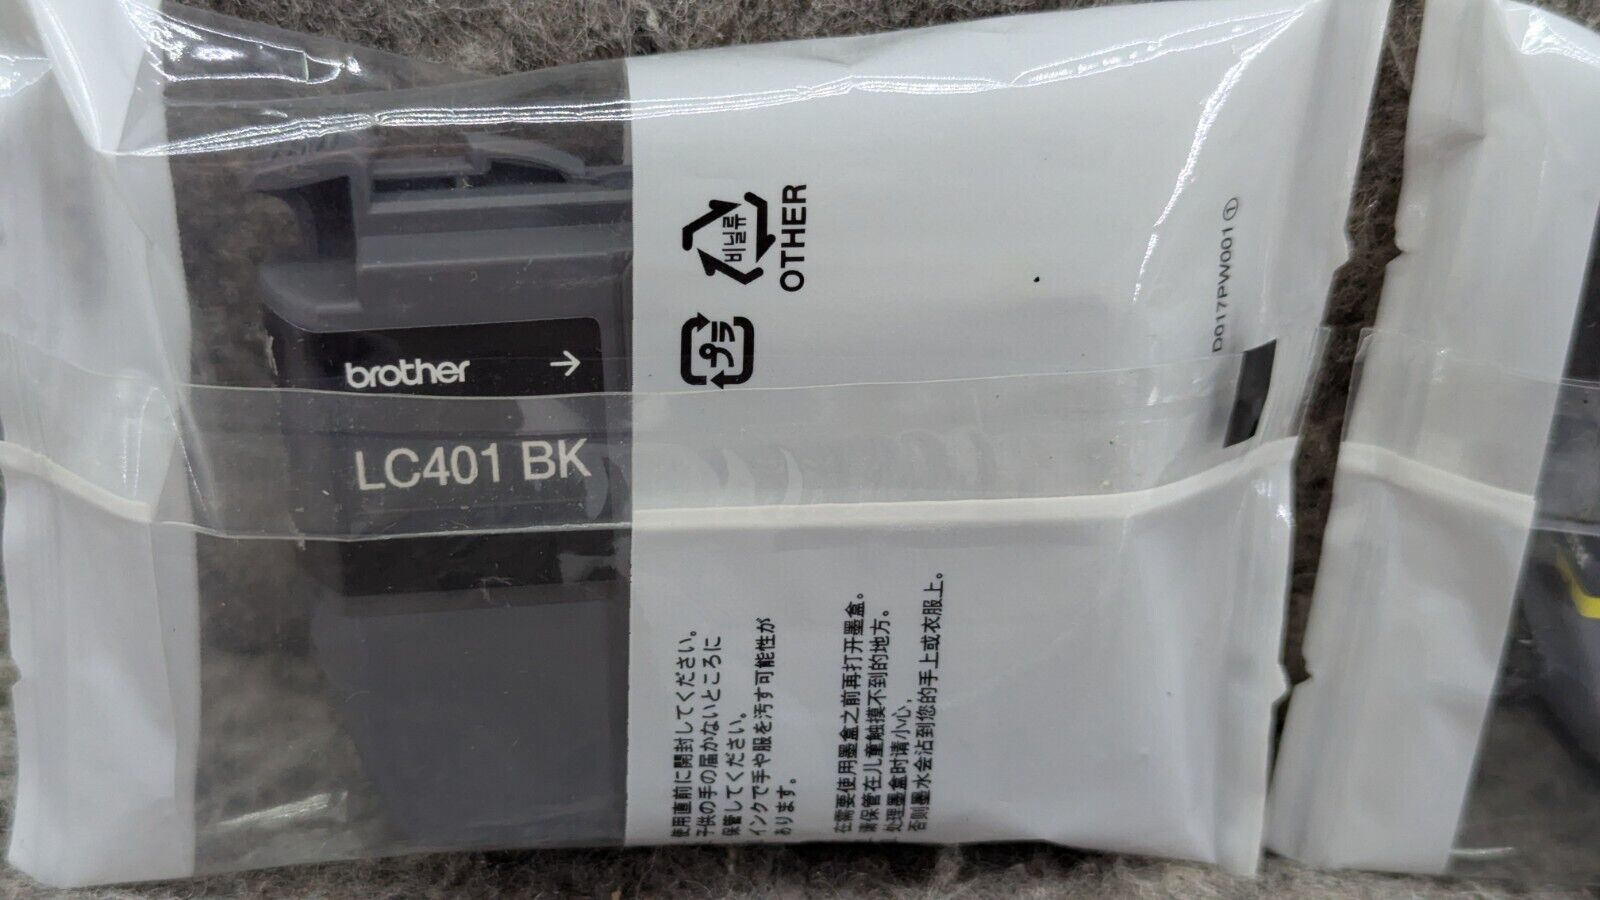 brother →
LC401 BK
비닐류
OTHER
プラ
D017PW001①
使用直前に開封してください。
子供の手の届かないところに
保管してください。
インクで手や服を汚す可能性が
あります。
在需要使用墨盒之前再打开墨盒。
请保管在儿童触摸不到的地方。
处理墨盒时请小心,
否则墨水会沾到您的手上或衣服上。